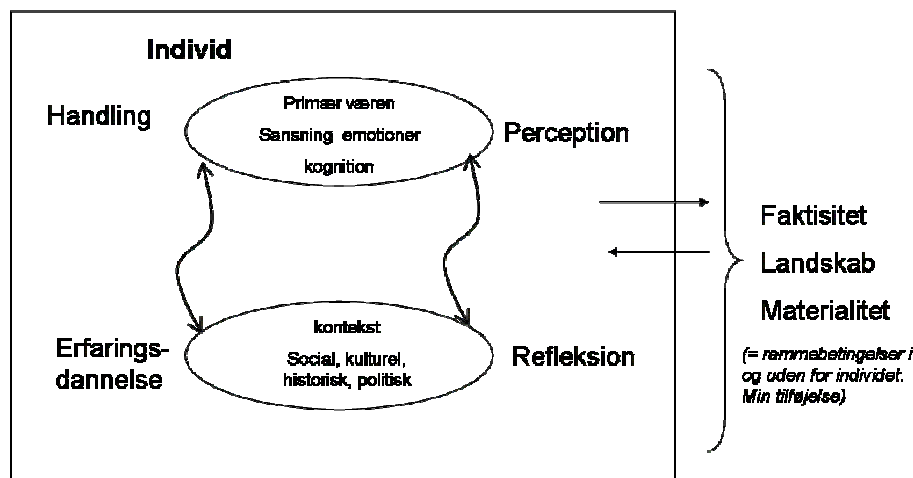 Individ
Handling
Primær væren
Sansning emotioner
kognition
Perception
Erfarings-
dannelse
kontekst
Social, kulturel,
historisk, politisk
Refleksion
Faktisitet
Landskab
Materialitet
(= rammebetingelser i
og uden for individet.
Min tilføjelse)